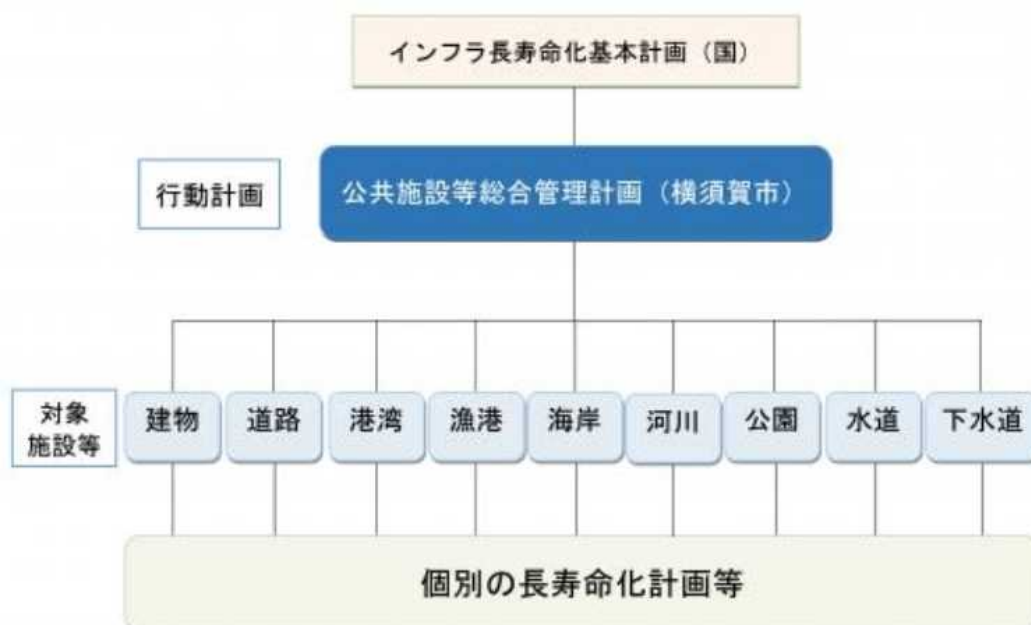 インフラ長寿命化基本計画（国）
行動計画
公共施設等総合管理計画（横須賀市）
対象
施設等
建物
道路
港湾
漁港
海岸
河川
公園
水道
下水道
個別の長寿命化計画等